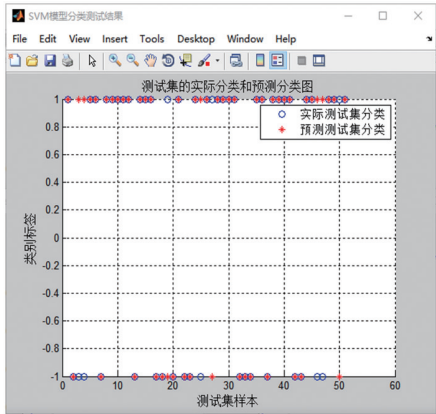 SVM模型分类测试结果
File Edit View Insert Tools Desktop Window Help
测试集的实际分类和预测分类图
实际测试集分类
预测测试集分类
1
0.8
0.6
0.4
0.2
0
-0.2
-0.4
-0.6
-0.8
-1
类别标签
0 10 20 30 40 50 60
测试集样本